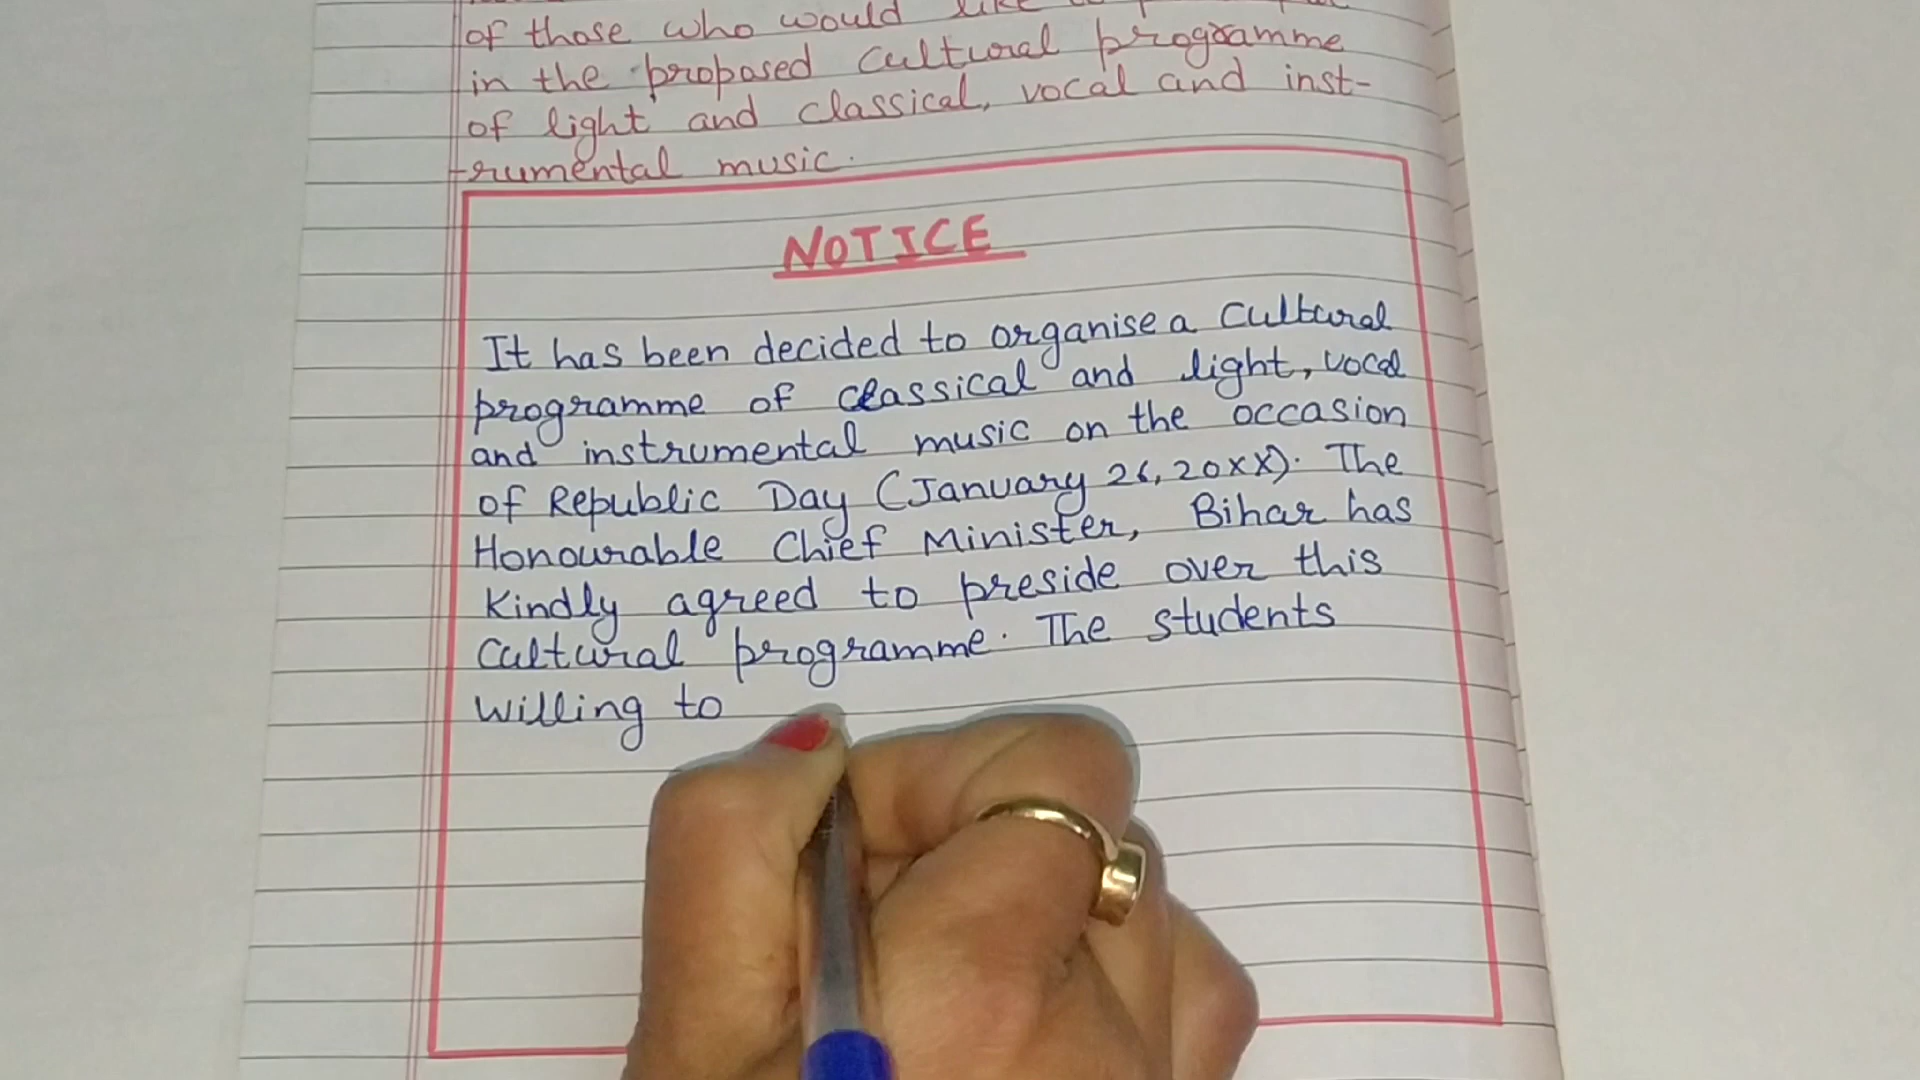 of those who would like to
in the proposed cultural programme
of light and classical, vocal and inst-
-rumental music.
NOTICE
It has been decided to organise a cultural
programme of classical and light, vocal
and instrumental music on the occasion
of Republic Day (January 26, 20XX). The
Honourable Chief Minister, Bihar has
kindly agreed to preside over this
cultural programme. The students
willing to